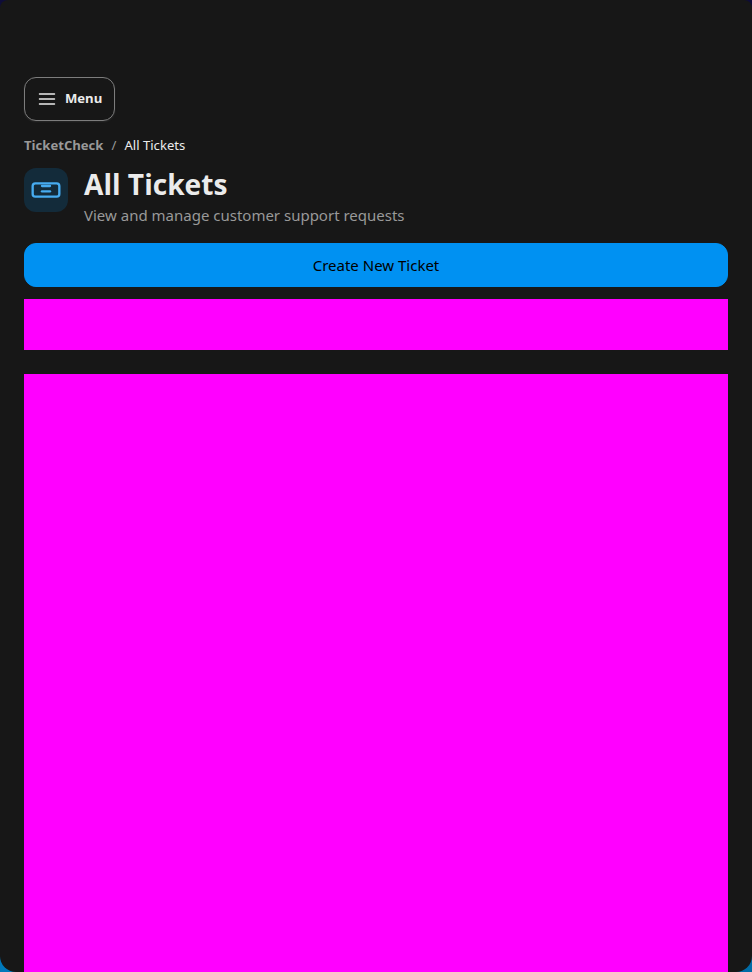 Menu
TicketCheck / All Tickets
All Tickets
View and manage customer support requests
Create New Ticket